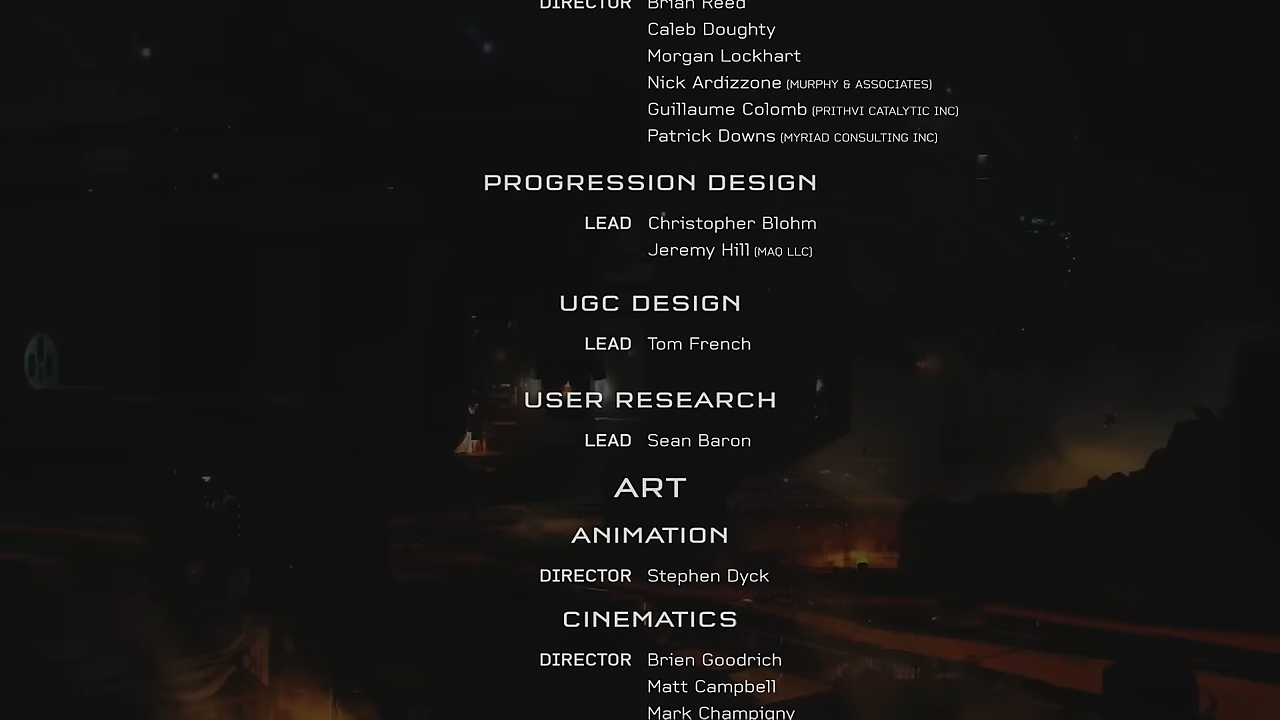 DIRECTOR Brian Reed
Caleb Doughty
Morgan Lockhart
Nick Ardizzone (MURPHY & ASSOCIATES)
Guillaume Colomb (PRITHVI CATALYTIC INC)
Patrick Downs (MYRIAD CONSULTING INC)
PROGRESSION DESIGN
LEAD Christopher Blohm
Jeremy Hill (MAQ LLC)
UGC DESIGN
LEAD Tom French
USER RESEARCH
LEAD Sean Baron
ART
ANIMATION
DIRECTOR Stephen Dyck
CINEMATICS
DIRECTOR Brien Goodrich
Matt Campbell
Mark Champigny